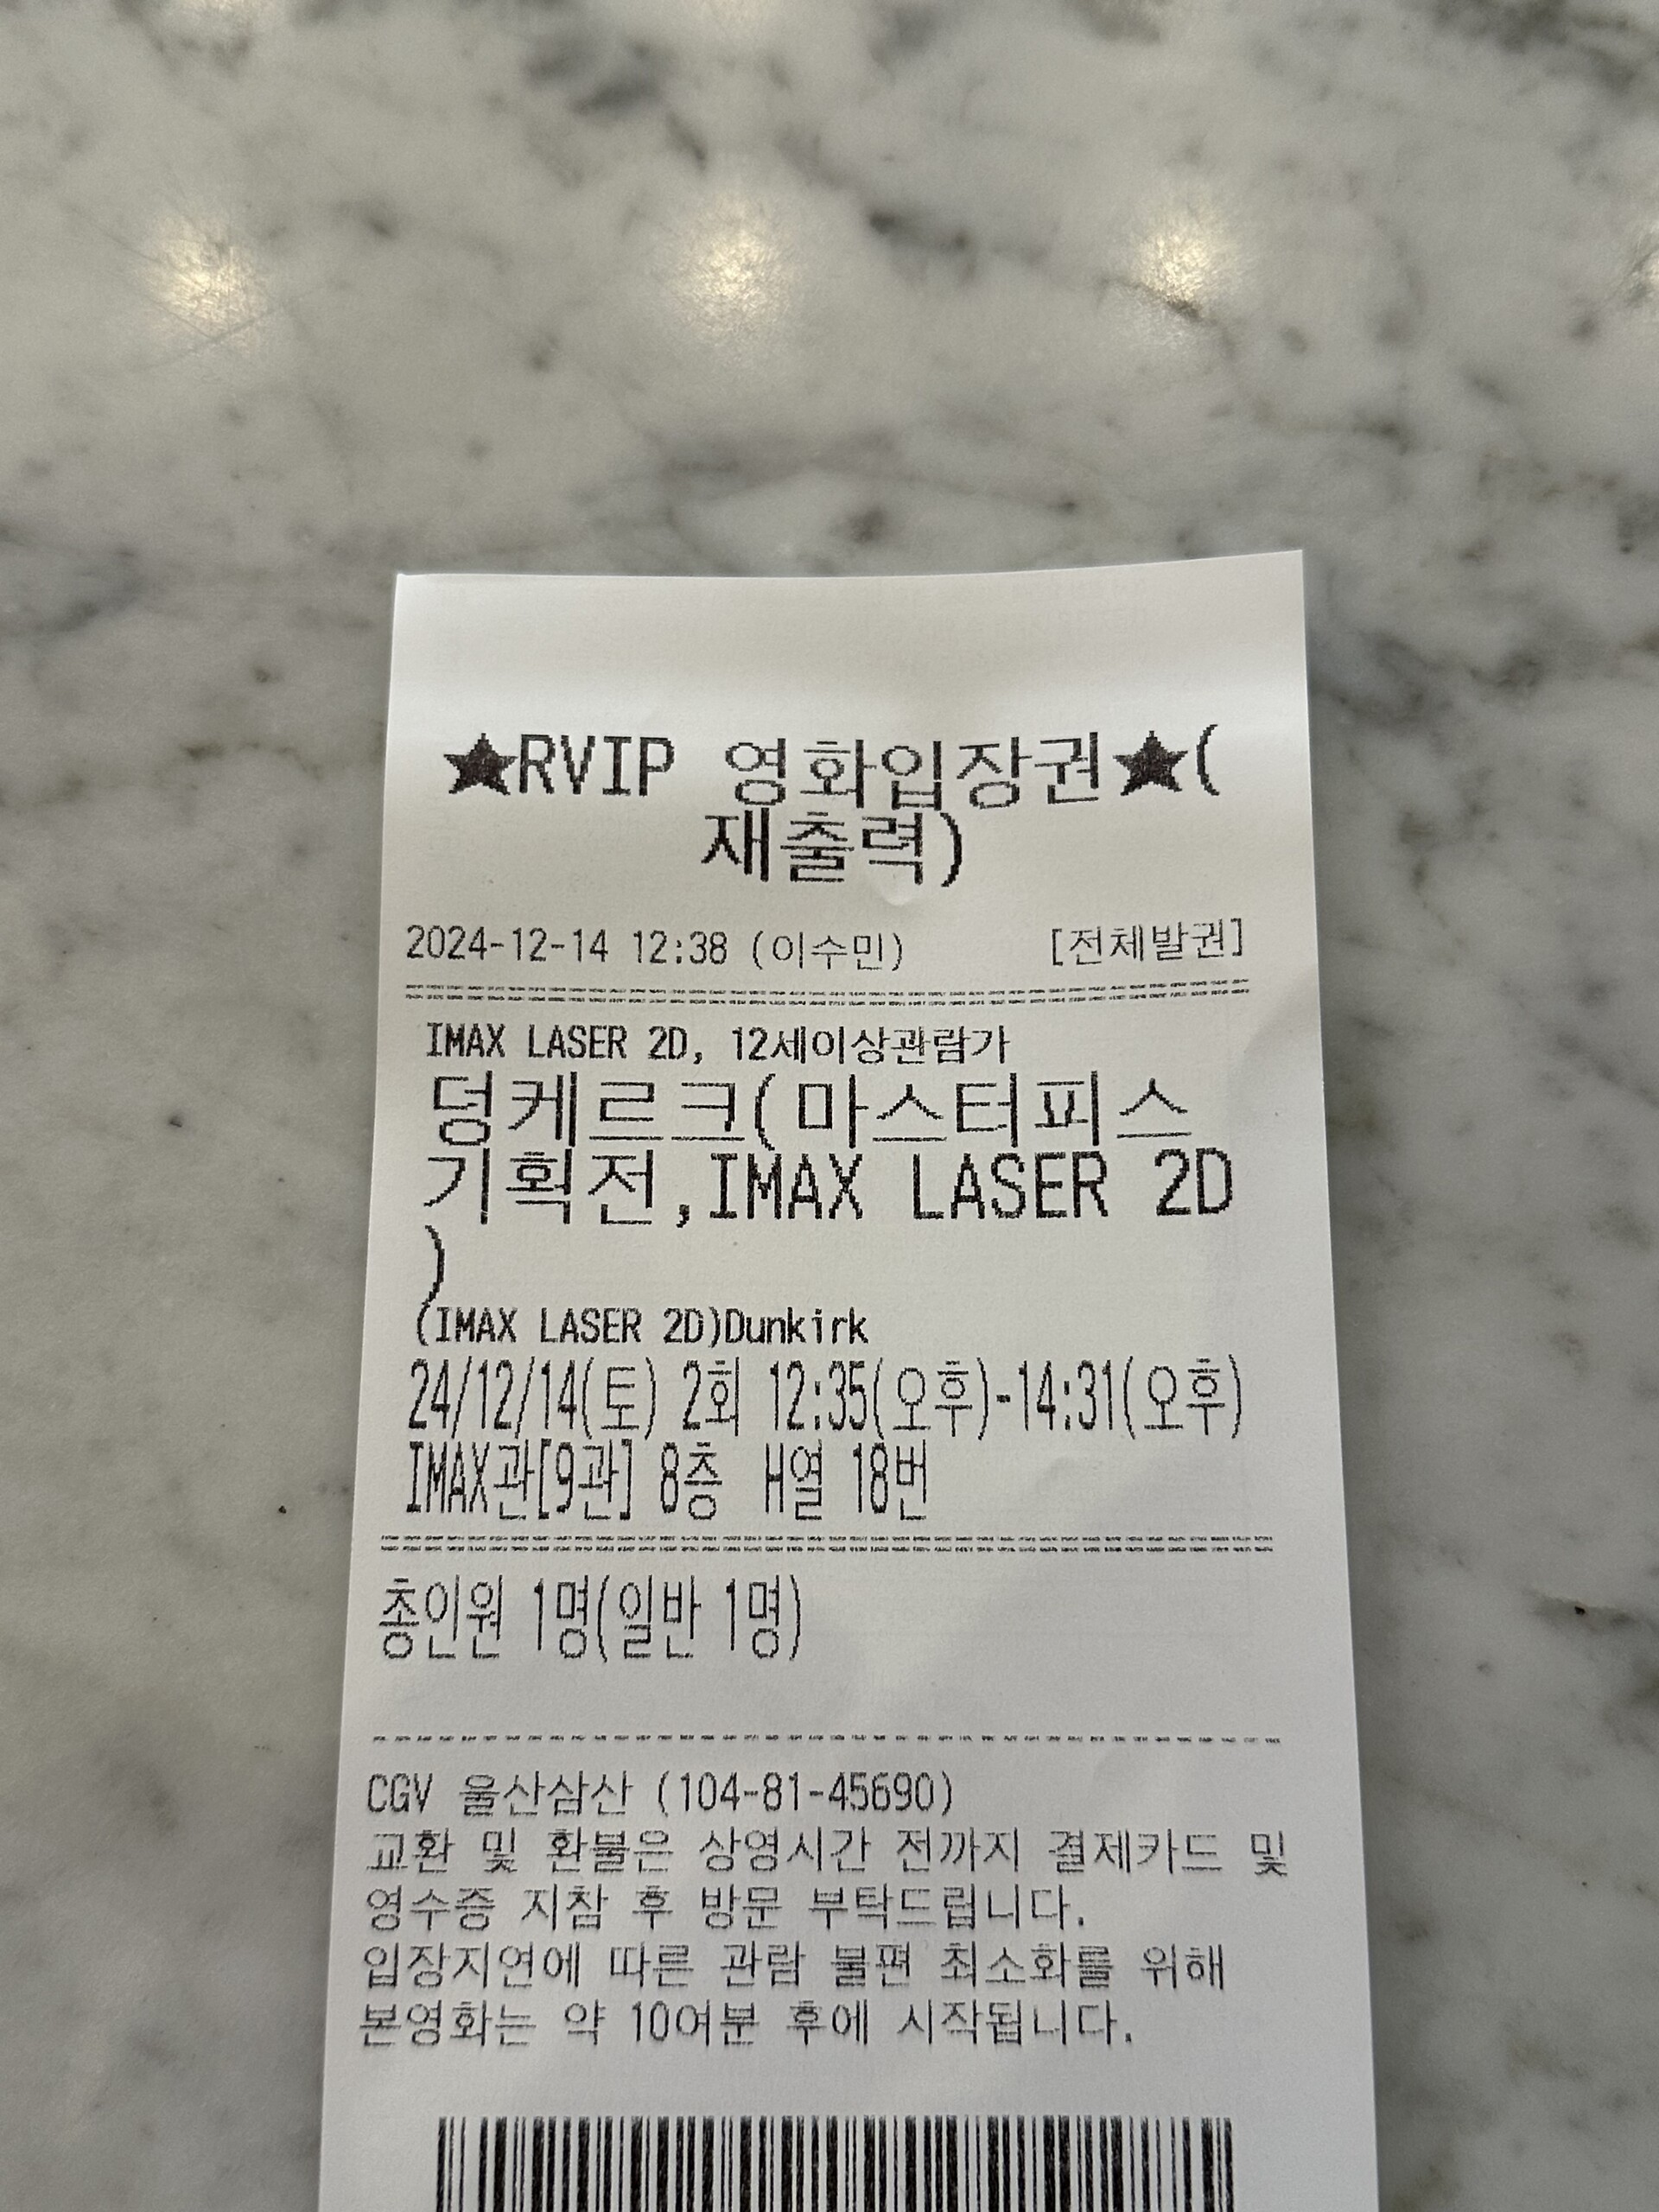 ★RVIP 영화입장권★(
재출력)
2024-12-14 12:38 (이수민) [전체발권]
IMAX LASER 2D, 12세이상관람가
덩케르크(마스터피스
기획전,IMAX LASER 2D
)
(IMAX LASER 2D)Dunkirk
24/12/14(토) 2회 12:35(오후)-14:31(오후)
IMAX관[9관] 8층 H열 18번
총인원 1명(일반 1명)
CGV 울산삼산 (104-81-45690)
교환 및 환불은 상영시간 전까지 결제카드 및
영수증 지참 후 방문 부탁드립니다.
입장지연에 따른 관람 불편 최소화를 위해
본영화는 약 10여분 후에 시작됩니다.